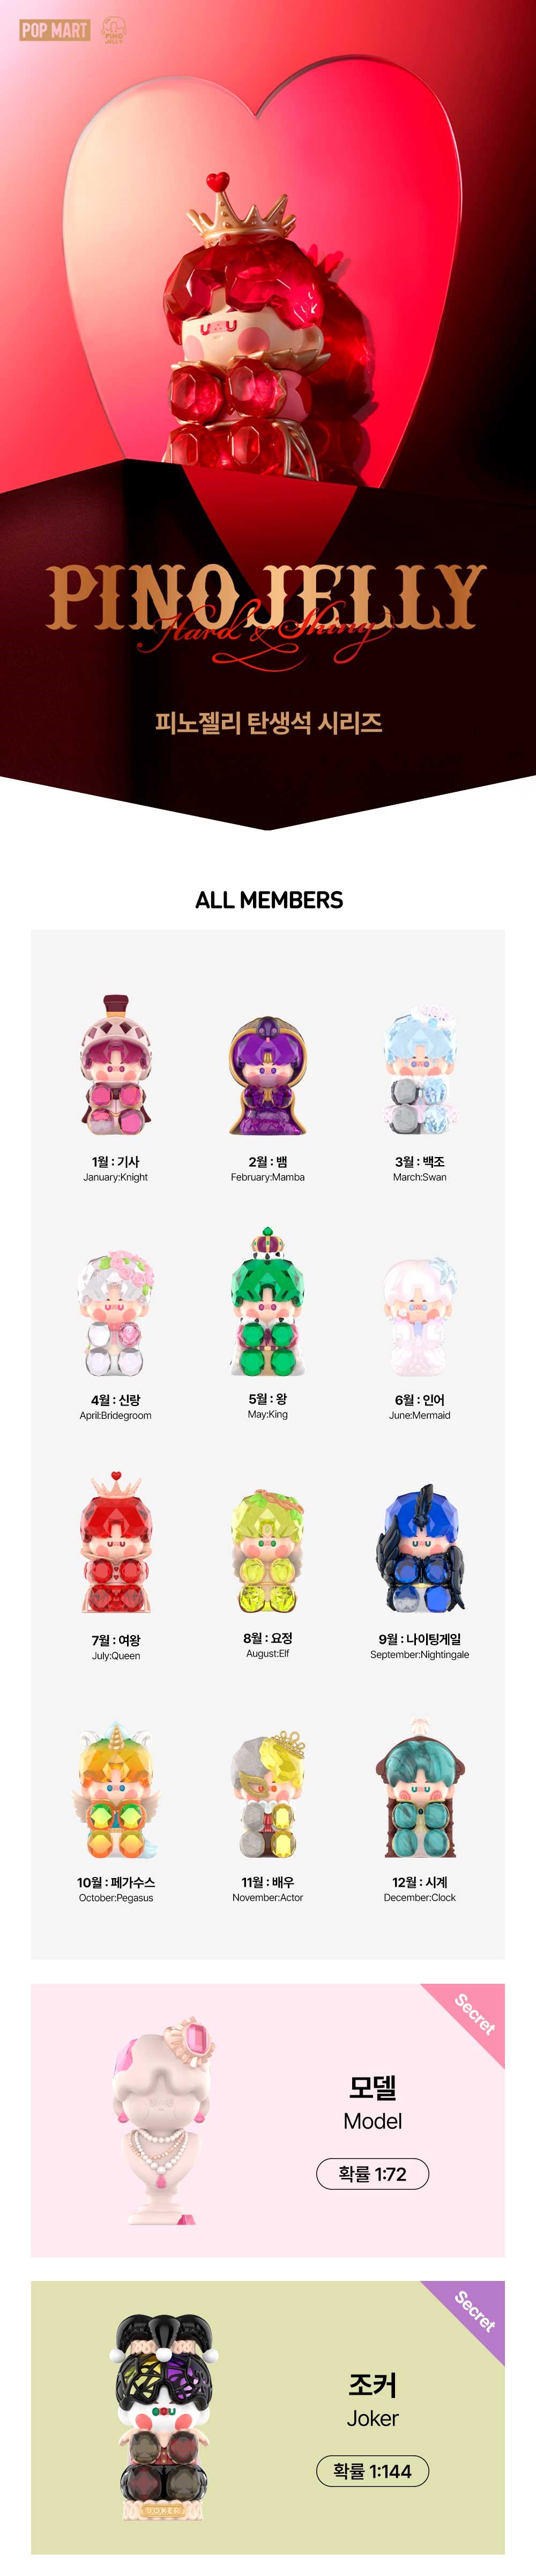 POP MART
PINO
JELLY
PINO JELLY
Hard & Shiny
피노젤리 탄생석 시리즈
ALL MEMBERS
1월 : 기사
January:Knight
2월 : 뱀
February:Mamba
3월 : 백조
March:Swan
4월 : 신랑
April:Bridegroom
5월 : 왕
May:King
6월 : 인어
June:Mermaid
7월 : 여왕
July:Queen
8월 : 요정
August:Elf
9월 : 나이팅게일
September:Nightingale
10월 : 페가수스
October:Pegasus
11월 : 배우
November:Actor
12월 : 시계
December:Clock
Secret
모델
Model
확률 1:72
Secret
조커
Joker
확률 1:144
JOKER